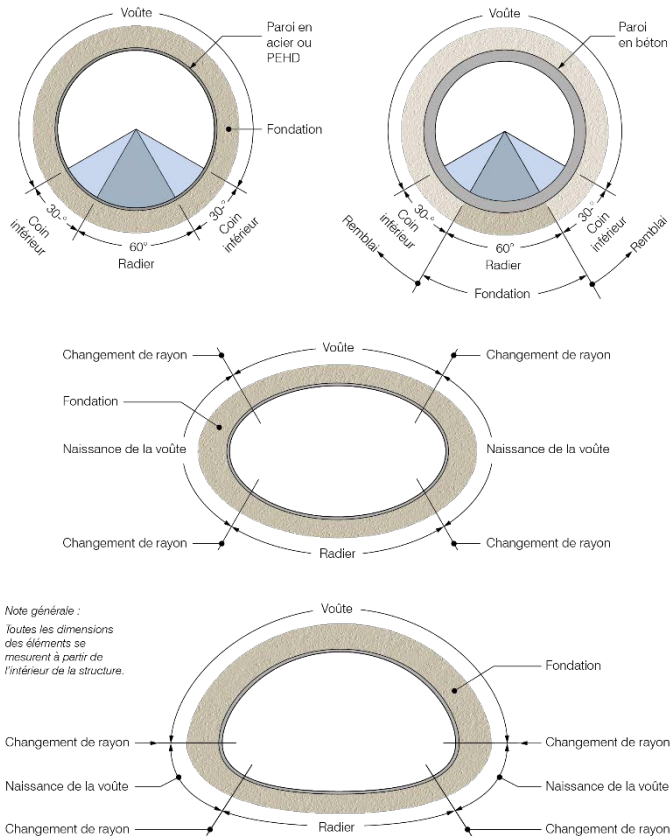 Voûte
Paroi en
acier ou
PEHD
Fondation
30-°
Coin
inférieur
60°
Radier
30-°
Coin
inférieur
Voûte
Paroi
en béton
30-°
Coin
inférieur
Remblai
60°
Radier
Fondation
30-°
Coin
inférieur
Remblai
Voûte
Changement de rayon
Changement de rayon
Fondation
Naissance de la voûte
Naissance de la voûte
Changement de rayon
Changement de rayon
Radier
Note générale :
Toutes les dimensions
des éléments se
mesurent à partir de
l'intérieur de la structure.
Voûte
Fondation
Changement de rayon
Changement de rayon
Naissance de la voûte
Naissance de la voûte
Changement de rayon
Radier
Changement de rayon